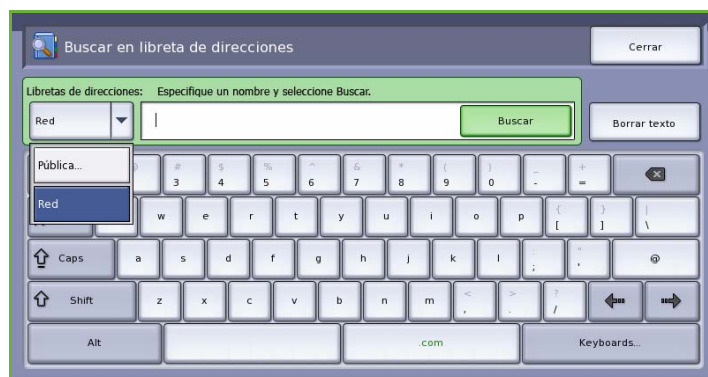 Buscar en libreta de direcciones
Cerrar
Libretas de direcciones: Especifique un nombre y seleccione Buscar.
Red
Buscar
Borrar texto
Pública...
Red
# $ % ^ & * ( ) _ +
3 4 5 6 7 8 9 0 - =
{ } |
w e r t y u i o p [ ] \
Caps a s d f g h j k l : ; " ' @
< > ?
Shift z x c v b n m , . /
Alt .com Keyboards...